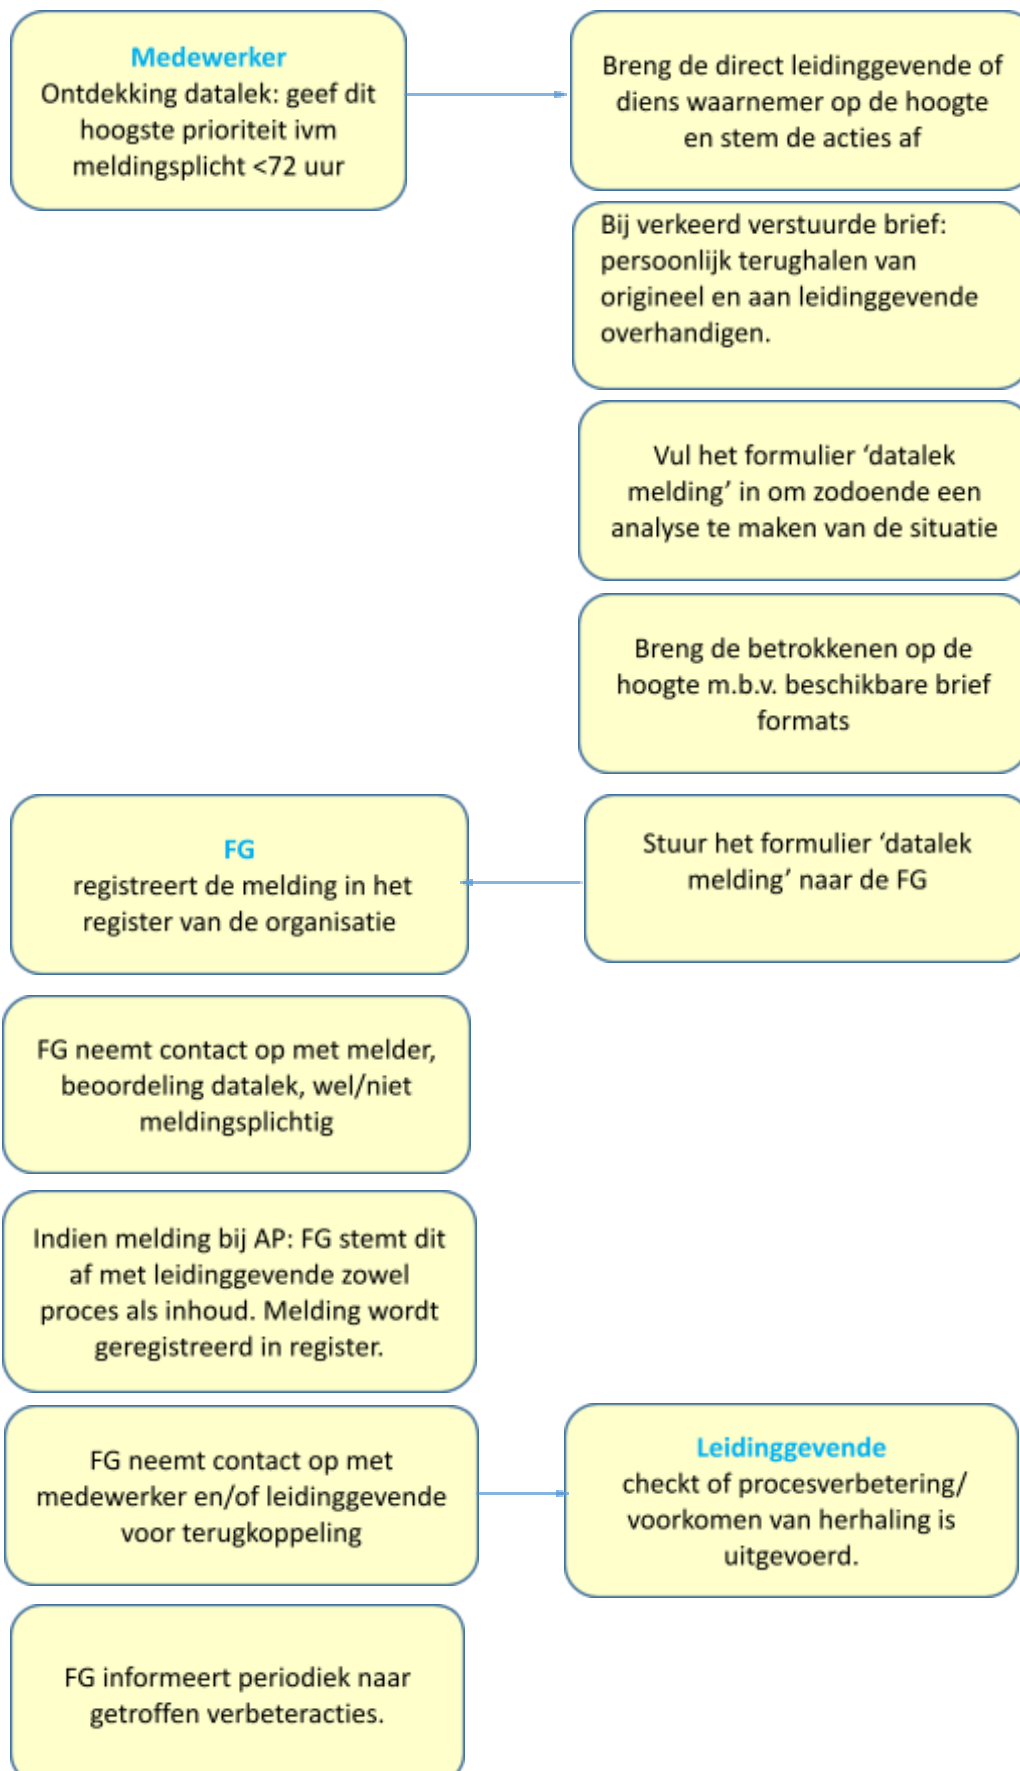 Medewerker
Ontdekking datalek: geef dit
hoogste prioriteit ivm
meldingsplicht <72 uur
Breng de direct leidinggevende of
diens waarnemer op de hoogte
en stem de acties af
Bij verkeerd verstuurde brief:
persoonlijk terughalen van
origineel en aan leidinggevende
overhandigen.
Vul het formulier ‘datalek
melding’ in om zodoende een
analyse te maken van de situatie
Breng de betrokkenen op de
hoogte m.b.v. beschikbare brief
formats
Stuur het formulier ‘datalek
melding’ naar de FG
FG
registreert de melding in het
register van de organisatie
FG neemt contact op met melder,
beoordeling datalek, wel/niet
meldingsplichtig
Indien melding bij AP: FG stemt dit
af met leidinggevende zowel
proces als inhoud. Melding wordt
geregistreerd in register.
FG neemt contact op met
medewerker en/of leidinggevende
voor terugkoppeling
Leidinggevende
checkt of procesverbetering/
voorkomen van herhaling is
uitgevoerd.
FG informeert periodiek naar
getroffen verbeteracties.